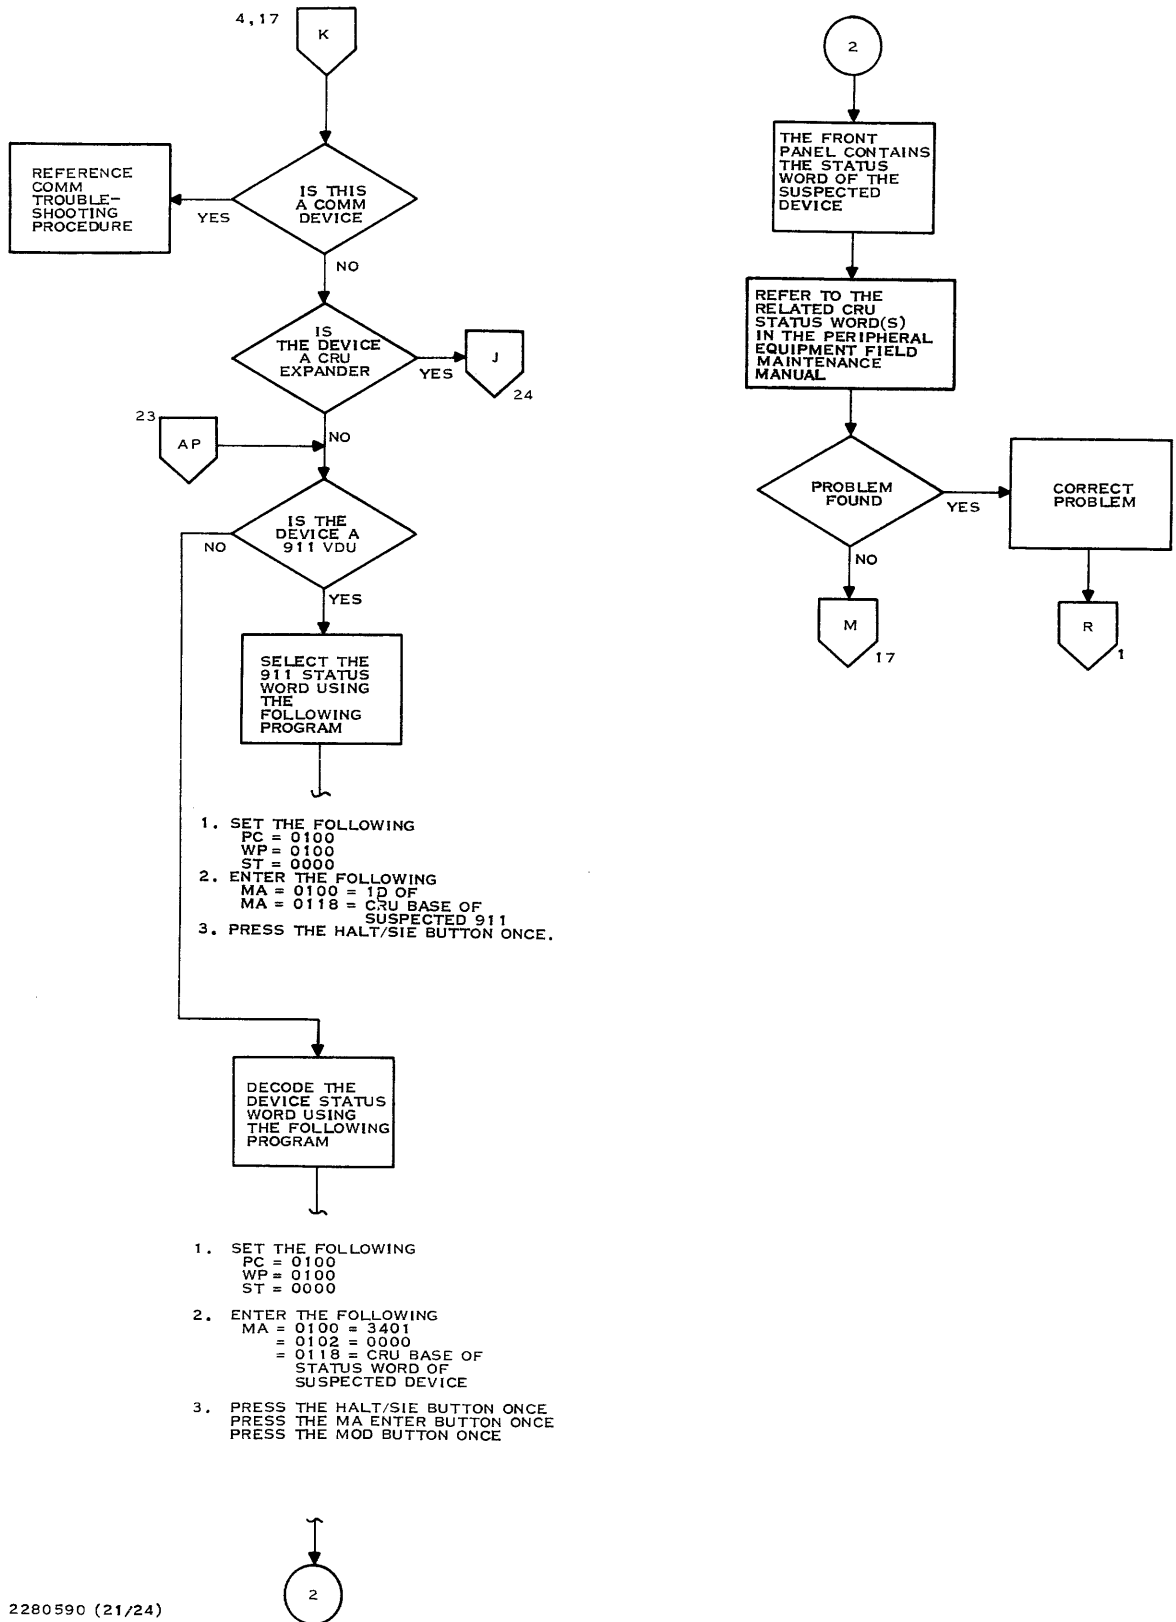 4,17
K
IS THIS
A COMM
DEVICE
YES
REFERENCE
COMM
TROUBLE-
SHOOTING
PROCEDURE
NO
IS
THE DEVICE
A CRU
EXPANDER
YES
J
24
NO
23
AP
IS THE
DEVICE A
911 VDU
NO
YES
SELECT THE
911 STATUS
WORD USING
THE
FOLLOWING
PROGRAM
1. SET THE FOLLOWING
PC = 0100
WP = 0100
ST = 0000
2. ENTER THE FOLLOWING
MA = 0100 = 1D OF
MA = 0118 = CRU BASE OF
SUSPECTED 911
3. PRESS THE HALT/SIE BUTTON ONCE.
DECODE THE
DEVICE STATUS
WORD USING
THE FOLLOWING
PROGRAM
1. SET THE FOLLOWING
PC = 0100
WP = 0100
ST = 0000
2. ENTER THE FOLLOWING
MA = 0100 = 3401
= 0102 = 0000
= 0118 = CRU BASE OF
STATUS WORD OF
SUSPECTED DEVICE
3. PRESS THE HALT/SIE BUTTON ONCE
PRESS THE MA ENTER BUTTON ONCE
PRESS THE MOD BUTTON ONCE
2
2
THE FRONT
PANEL CONTAINS
THE STATUS
WORD OF THE
SUSPECTED
DEVICE
REFER TO THE
RELATED CRU
STATUS WORD(S)
IN THE PERIPHERAL
EQUIPMENT FIELD
MAINTENANCE
MANUAL
PROBLEM
FOUND
YES
CORRECT
PROBLEM
NO
M
17
R
1
2280590 (21/24)